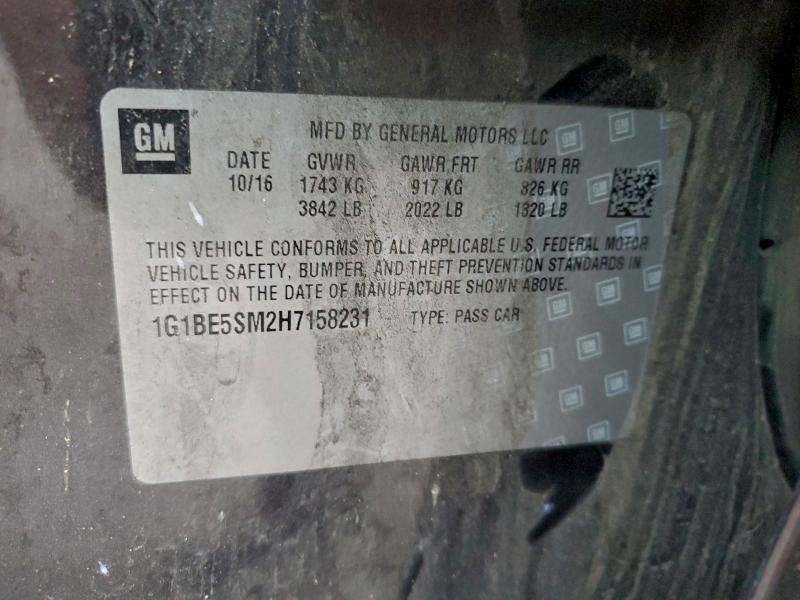 GM
MFD BY GENERAL MOTORS LLC
DATE GVWR GAWR FRT GAWR RR
10/16 1743 KG 917 KG 826 KG
3842 LB 2022 LB 1820 LB
THIS VEHICLE CONFORMS TO ALL APPLICABLE U.S. FEDERAL MOTOR
VEHICLE SAFETY, BUMPER, AND THEFT PREVENTION STANDARDS IN
EFFECT ON THE DATE OF MANUFACTURE SHOWN ABOVE.
1G1BE5SM2H7158231 TYPE: PASS CAR